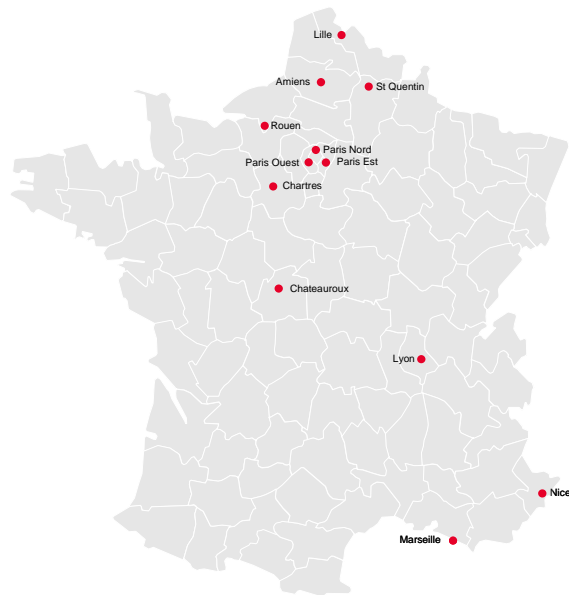 Lille
Amiens
St Quentin
Rouen
Paris Nord
Paris Ouest
Paris Est
Chartres
Chateauroux
Lyon
Nice
Marseille